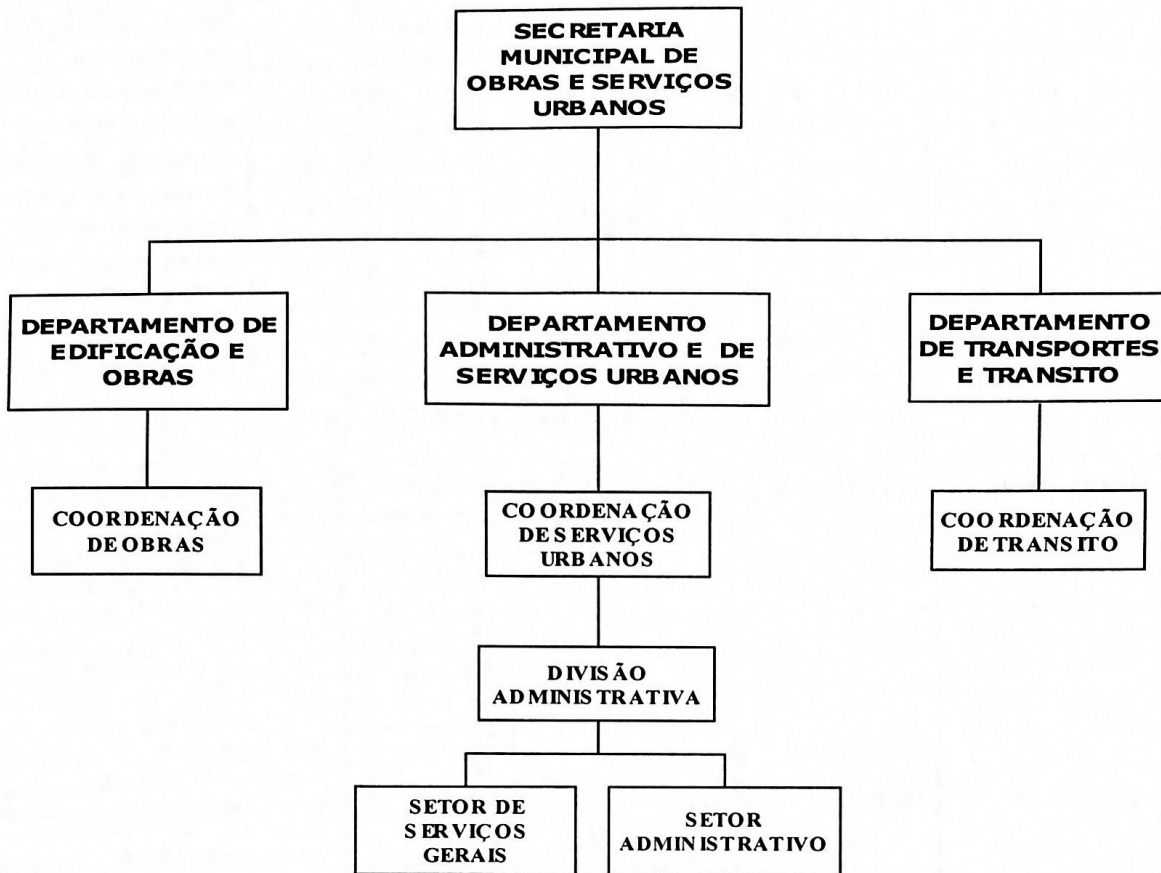 SECRETARIA
MUNICIPAL DE
OBRAS E SERVIÇOS
URBANOS
DEPARTAMENTO DE
EDIFICAÇÃO E
OBRAS
DEPARTAMENTO
ADMINISTRATIVO E DE
SERVIÇOS URBANOS
DEPARTAMENTO
DE TRANSPORTES
E TRANSITO
COORDENAÇÃO
DE OBRAS
COORDENAÇÃO
DE SERVIÇOS
URBANOS
COORDENAÇÃO
DE TRANSITO
DIVISÃO
ADMINISTRATIVA
SETOR DE
SERVIÇOS
GERAIS
SETOR
ADMINISTRATIVO